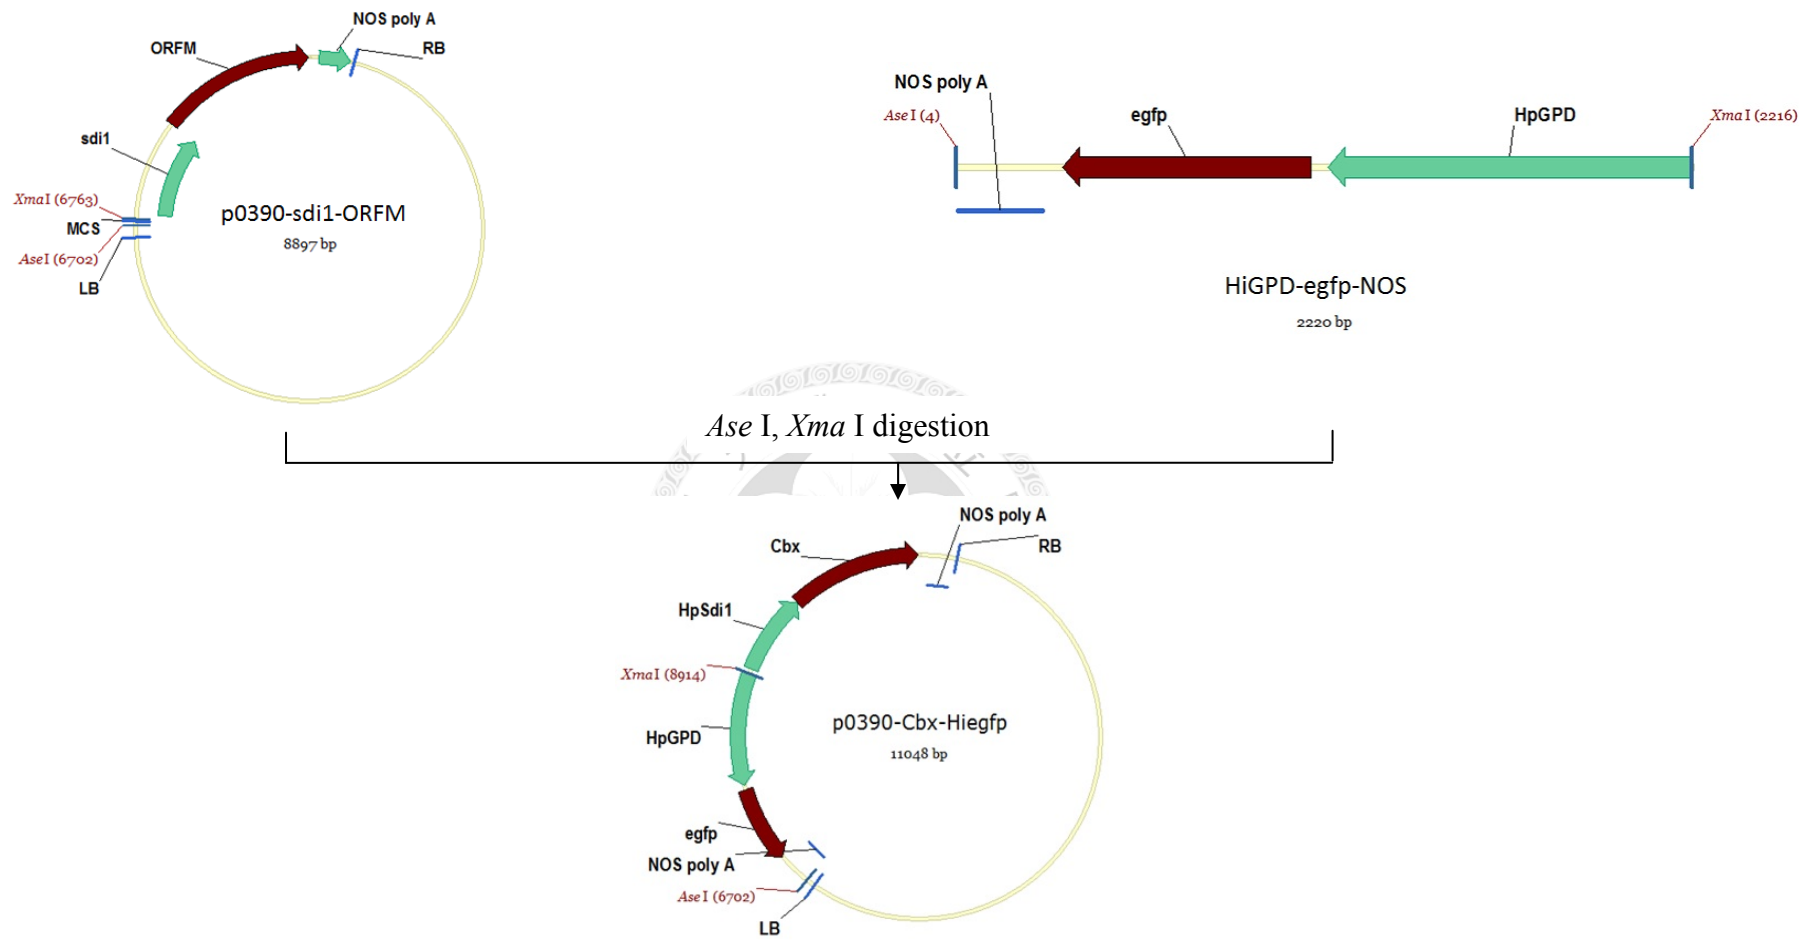 NOS poly A
ORFM
RB
sdi1
XmaI (6763)
MCS
AseI (6702)
LB
p0390-sdi1-ORFM
8897 bp
NOS poly A
AseI (4)
egfp
HpGPD
XmaI (2216)
HiGPD-egfp-NOS
2220 bp
Ase I, Xma I digestion
NOS poly A
Cbx
RB
HpSdi1
XmaI (8914)
HpGPD
p0390-Cbx-Hiegfp
11048 bp
egfp
NOS poly A
AseI (6702)
LB